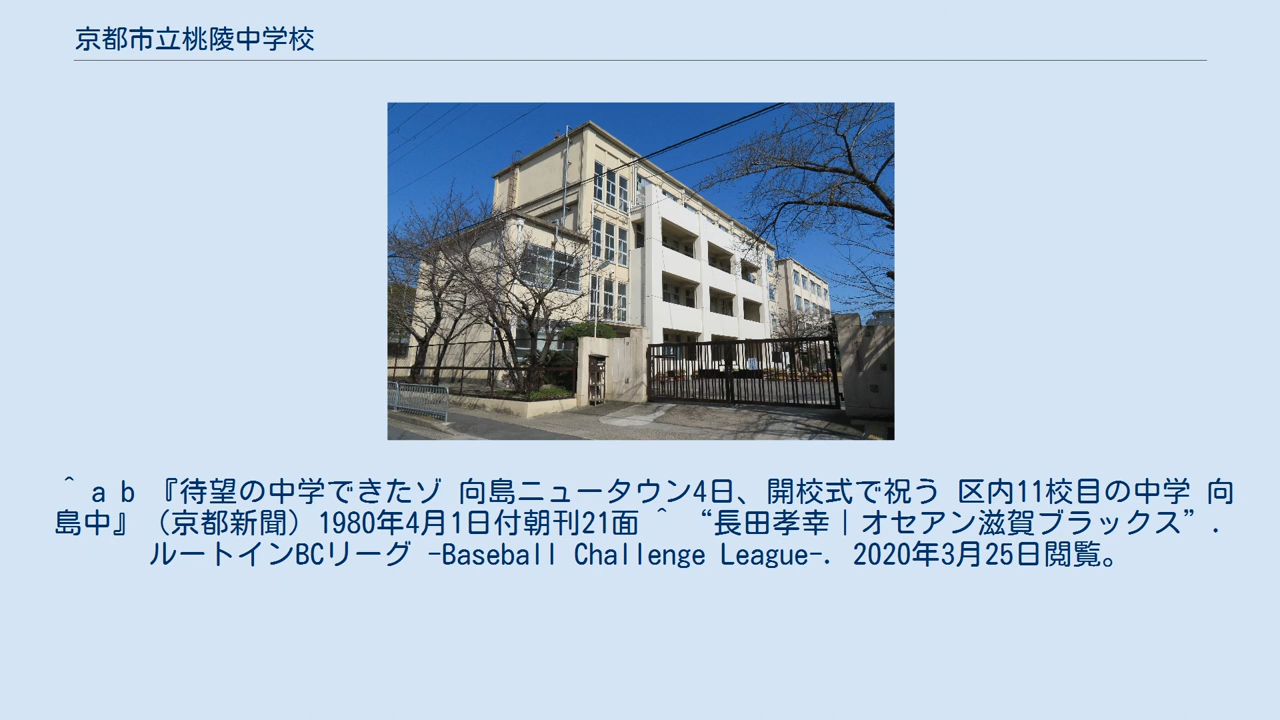 京都市立桃陵中学校
^ a b 『待望の中学できたゾ 向島ニュータウン4日、開校式で祝う 区内11校目の中学 向
島中』（京都新聞）1980年4月1日付朝刊21面 ^ “長田孝幸｜オセアン滋賀ブラックス”.
ルートインBCリーグ -Baseball Challenge League-. 2020年3月25日閲覧。